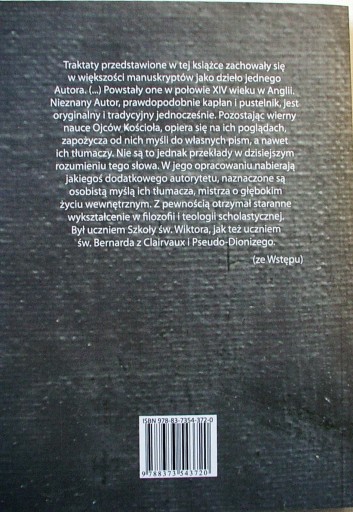 Traktaty przedstawione w tej książce zachowały się
w większości manuskryptów jako dzieło jednego
Autora. (...) Powstały one w połowie XIV wieku w Anglii.
Nieznany Autor, prawdopodobnie kapłan i pustelnik, jest
oryginalny i tradycyjny jednocześnie. Pozostając wierny
nauce Ojców Kościoła, opiera się na ich poglądach,
zapożycza od nich myśli do własnych pism, a nawet
ich tłumaczy. Nie są to jednak przekłady w dzisiejszym
rozumieniu tego słowa. W jego opracowaniu nabierają
jakiegoś dodatkowego autorytetu, naznaczone są
osobistą myślą ich tłumacza, mistrza o głębokim
życiu wewnętrznym. Z pewnością otrzymał staranne
wykształcenie w filozofii i teologii scholastycznej.
Był uczniem Szkoły św. Wiktora, jak też uczniem
św. Bernarda z Clairvaux i Pseudo-Dionizego.
(ze Wstępu)
ISBN 978-83-7354-372-0
9 788373 543720